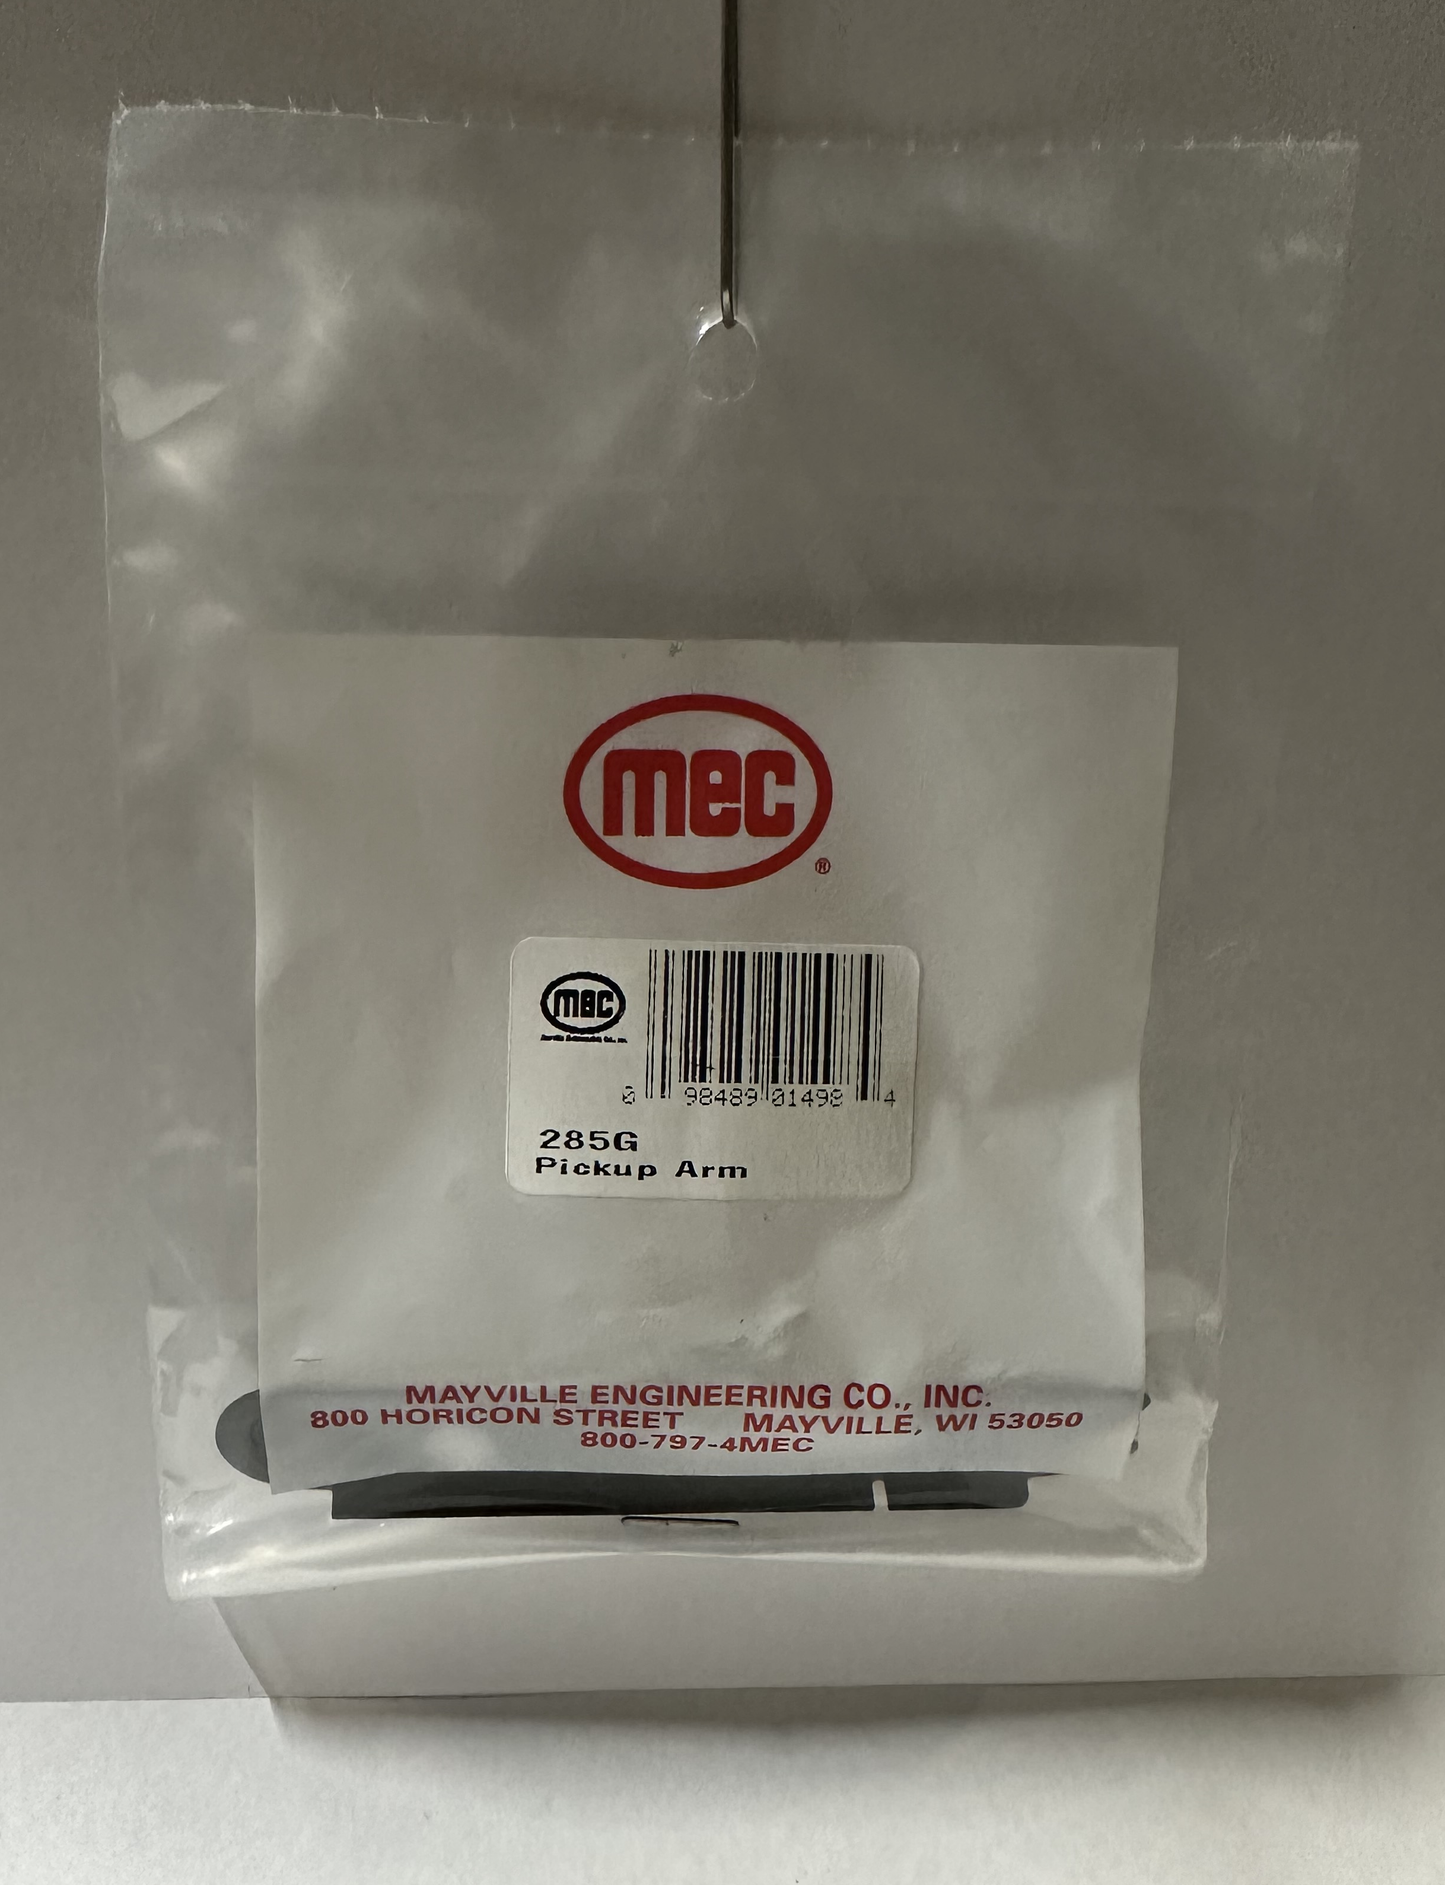 mec
®
mec
0 98489 01498 4
285G
Pickup Arm
MAYVILLE ENGINEERING CO., INC.
800 HORICON STREET MAYVILLE, WI 53050
800-797-4MEC